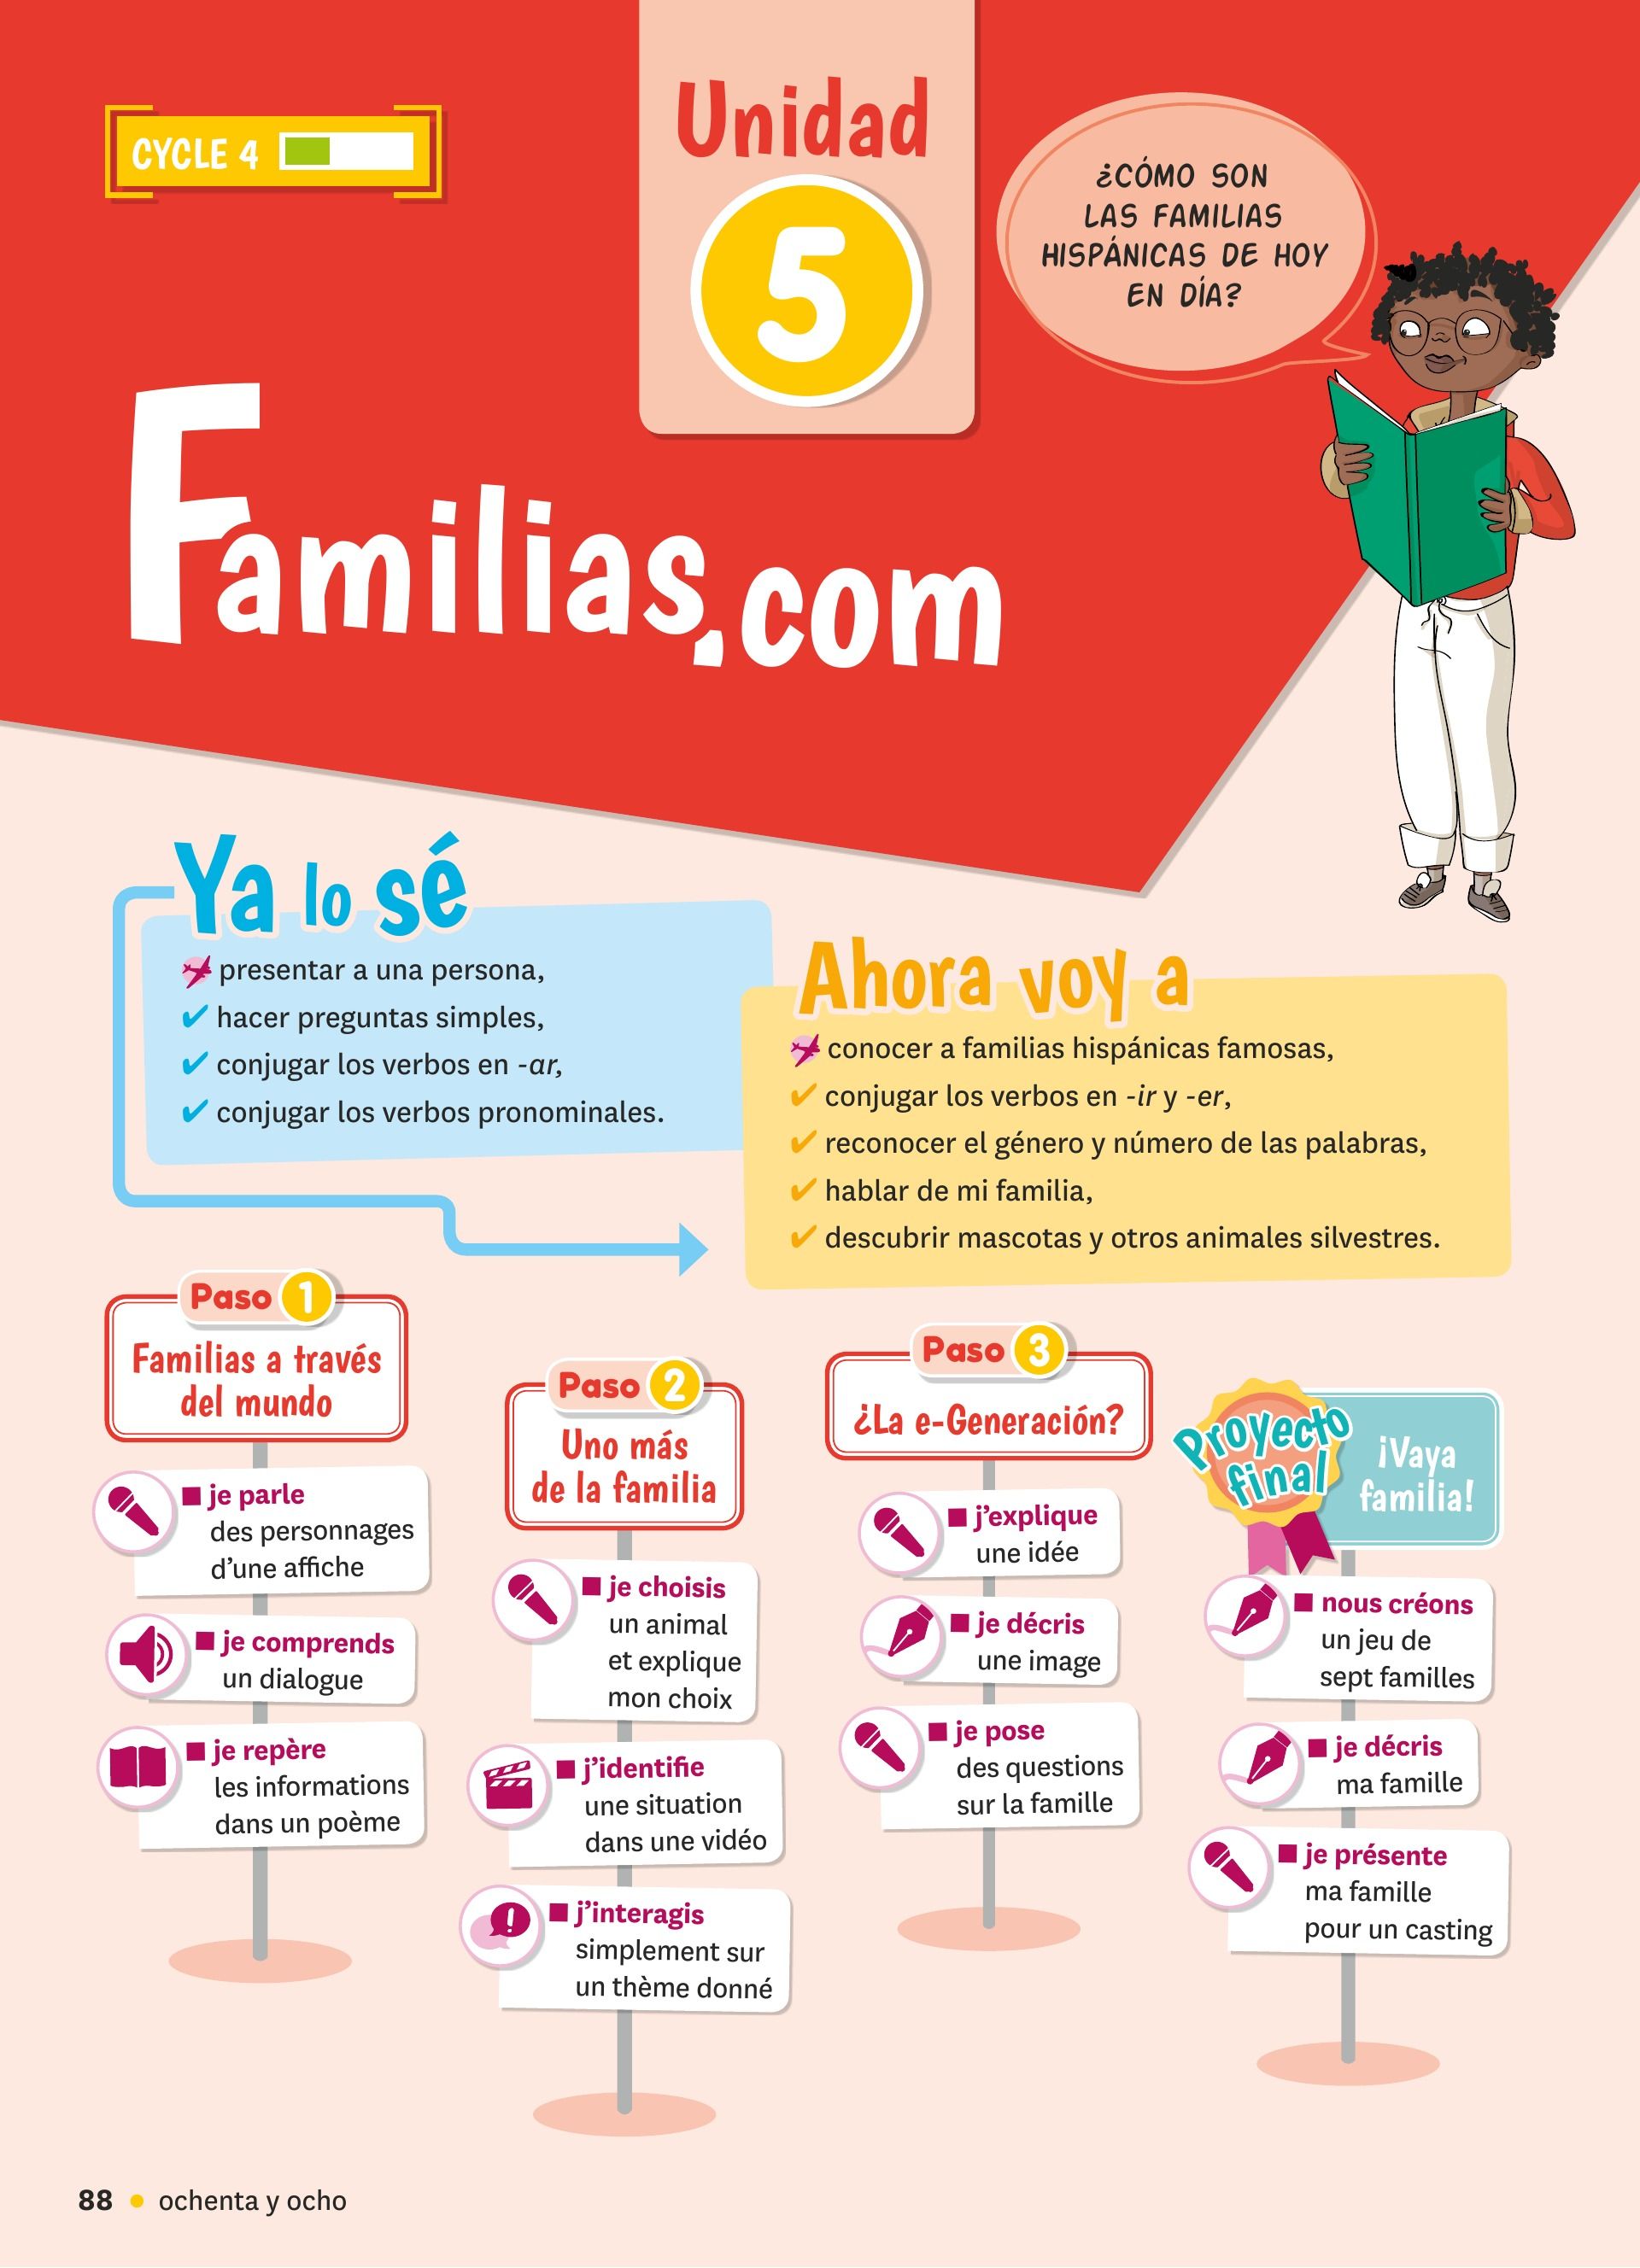 CYCLE 4
Unidad
5
¿CÓMO SON
LAS FAMILIAS
HISPÁNICAS DE HOY
EN DÍA?
Familias.com
Ya lo sé
presentar a una persona,
✔ hacer preguntas simples,
✔ conjugar los verbos en -ar,
✔ conjugar los verbos pronominales.
Ahora voy a
conocer a familias hispánicas famosas,
✔ conjugar los verbos en -ir y -er,
✔ reconocer el género y número de las palabras,
✔ hablar de mi familia,
✔ descubrir mascotas y otros animales silvestres.
Paso 1
Familias a través
del mundo
■ je parle
des personnages
d'une affiche
■ je comprends
un dialogue
■ je repère
les informations
dans un poème
Paso 2
Uno más
de la familia
■ je choisis
un animal
et explique
mon choix
■ j'identifie
une situation
dans une vidéo
■ j'interagis
simplement sur
un thème donné
Paso 3
¿La e-Generación?
■ j'explique
une idée
■ je décris
une image
■ je pose
des questions
sur la famille
Proyecto
final
¡Vaya
familia!
■ nous créons
un jeu de
sept familles
■ je décris
ma famille
■ je présente
ma famille
pour un casting
88 • ochenta y ocho